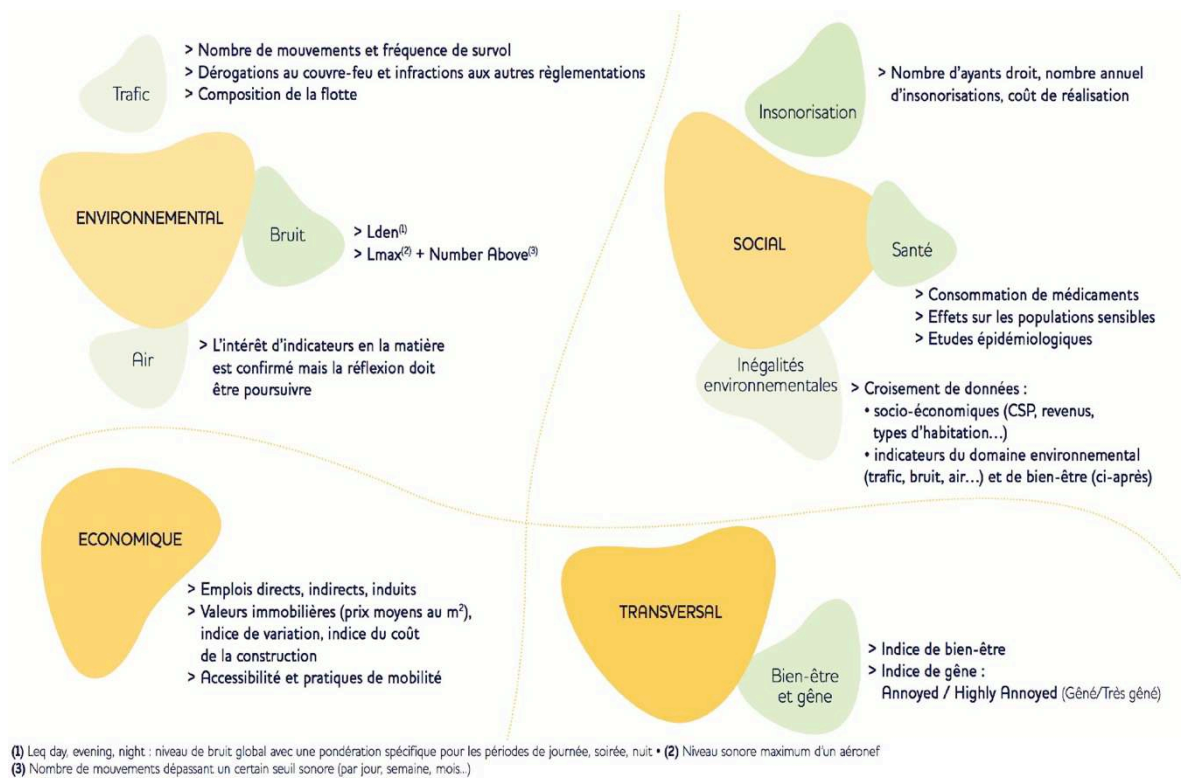 Trafic
> Nombre de mouvements et fréquence de survol
> Dérogations au couvre-feu et infractions aux autres règlementations
> Composition de la flotte
ENVIRONNEMENTAL
Bruit
> Lden⁽¹⁾
> Lmax⁽²⁾ + Number Above⁽³⁾
Air
> L'intérêt d'indicateurs en la matière
est confirmé mais la réflexion doit
être poursuivre
Insonorisation
> Nombre d'ayants droit, nombre annuel
d'insonorisations, coût de réalisation
SOCIAL
Santé
> Consommation de médicaments
> Effets sur les populations sensibles
> Etudes épidémiologiques
Inégalités
environnementales
> Croisement de données :
• socio-économiques (CSP, revenus,
types d'habitation…)
• indicateurs du domaine environnemental
(trafic, bruit, air…) et de bien-être (ci-après)
ECONOMIQUE
> Emplois directs, indirects, induits
> Valeurs immobilières (prix moyens au m²),
indice de variation, indice du coût
de la construction
> Accessibilité et pratiques de mobilité
TRANSVERSAL
Bien-être
et gêne
> Indice de bien-être
> Indice de gêne :
Annoyed / Highly Annoyed (Gêné/Très gêné)
(1) Leq day, evening, night : niveau de bruit global avec une pondération spécifique pour les périodes de journée, soirée, nuit • (2) Niveau sonore maximum d'un aéronef
(3) Nombre de mouvements dépassant un certain seuil sonore (par jour, semaine, mois...)